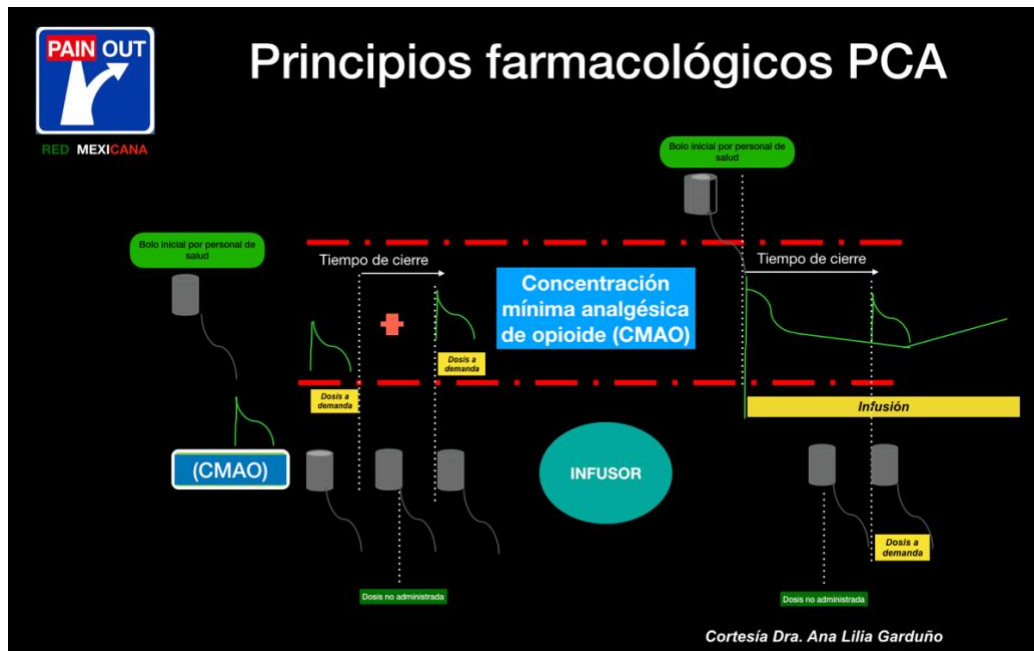 PAIN OUT
RED MEXICANA
Principios farmacológicos PCA
Bolo inicial por personal de
salud
Bolo inicial por personal de
salud
Tiempo de cierre
Concentración
mínima analgésica
de opioide (CMAO)
Tiempo de cierre
Dosis a
demanda
Dosis a
demanda
Infusión
(CMAO)
INFUSOR
Dosis a
demanda
Dosis no administrada
Dosis no administrada
Cortesía Dra. Ana Lilia Garduño